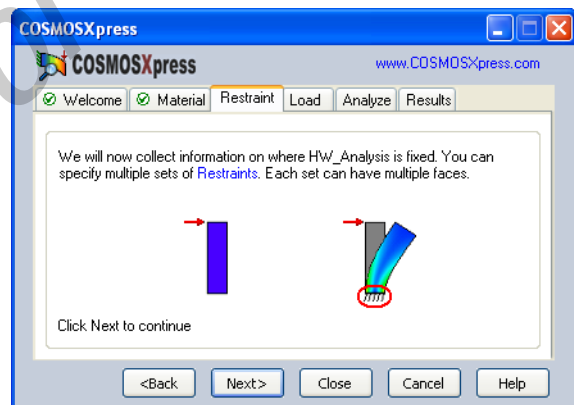 COSMOSXpress
COSMOSXpress
www.COSMOSXpress.com
Welcome Material Restraint Load Analyze Results
We will now collect information on where HW_Analysis is fixed. You can
specify multiple sets of Restraints. Each set can have multiple faces.
Click Next to continue
<Back Next> Close Cancel Help